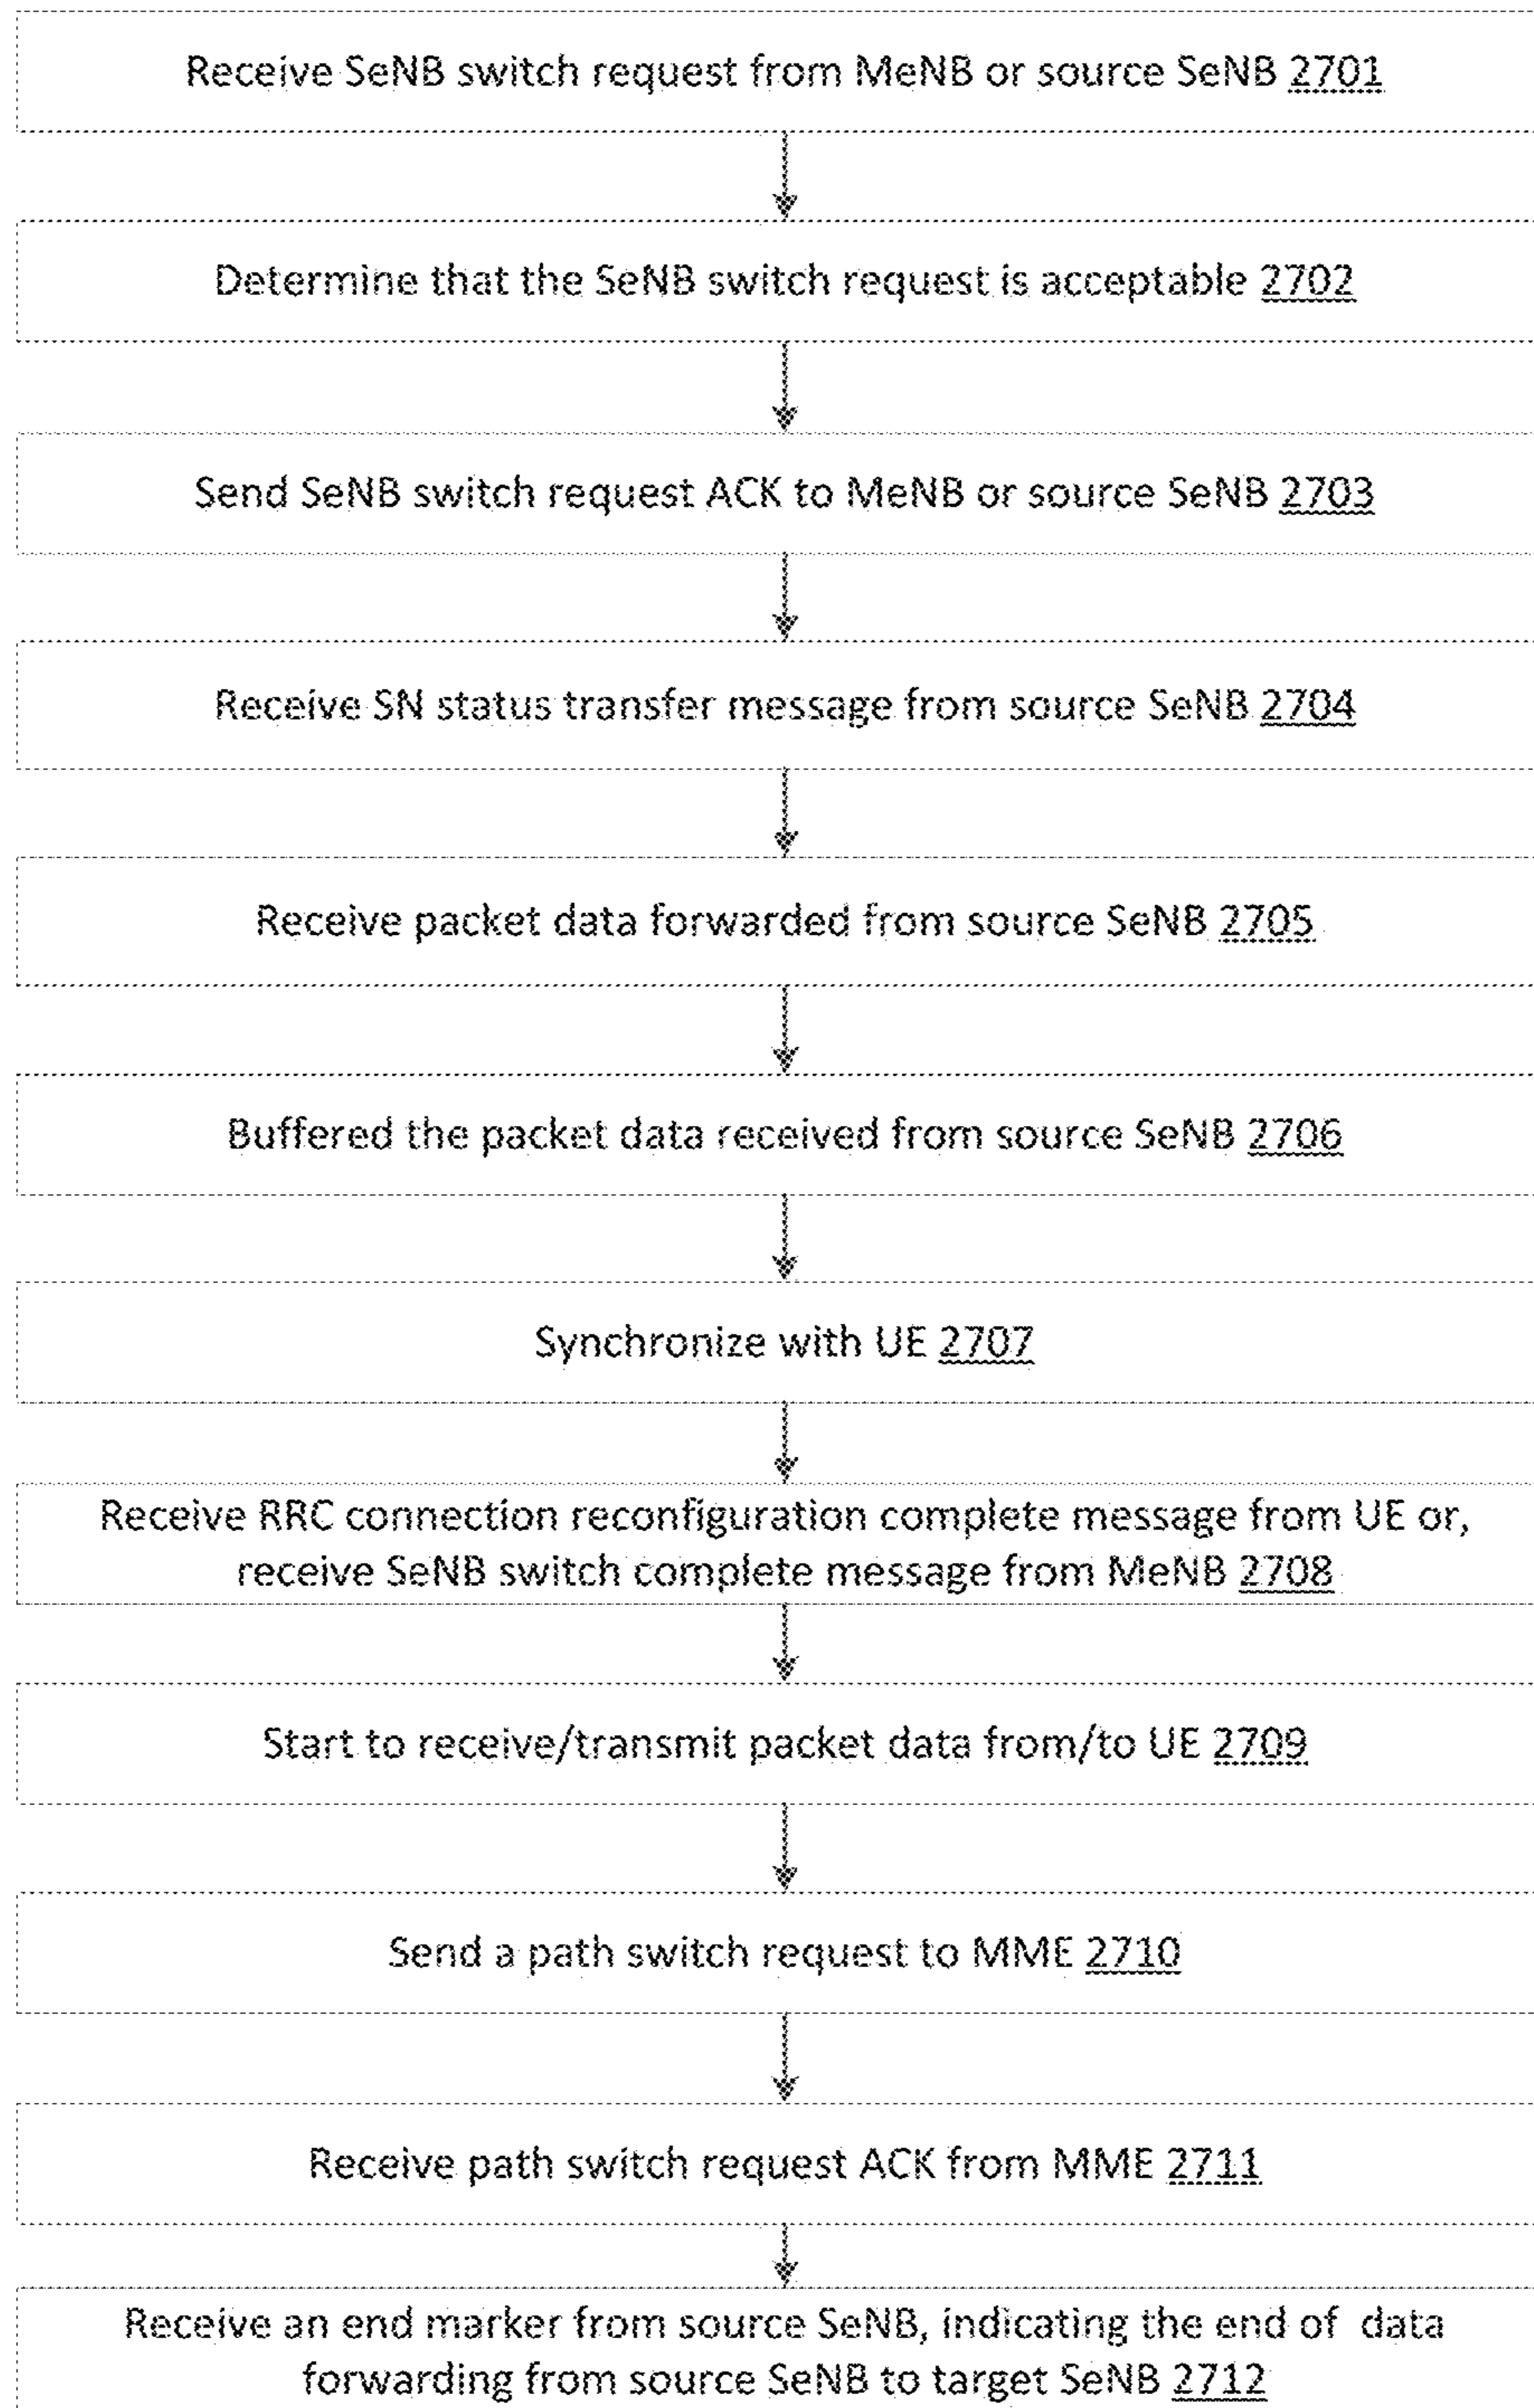 Receive SeNB switch request from MeNB or source SeNB 2701
Determine that the SeNB switch request is acceptable 2702
Send SeNB switch request ACK to MeNB or source SeNB 2703
Receive SN status transfer message from source SeNB 2704
Receive packet data forwarded from source SeNB 2705
Buffered the packet data received from source SeNB 2706
Synchronize with UE 2707
Receive RRC connection reconfiguration complete message from UE or,
receive SeNB switch complete message from MeNB 2708
Start to receive/transmit packet data from/to UE 2709
Send a path switch request to MME 2710
Receive path switch request ACK from MME 2711
Receive an end marker from source SeNB, indicating the end of data
forwarding from source SeNB to target SeNB 2712